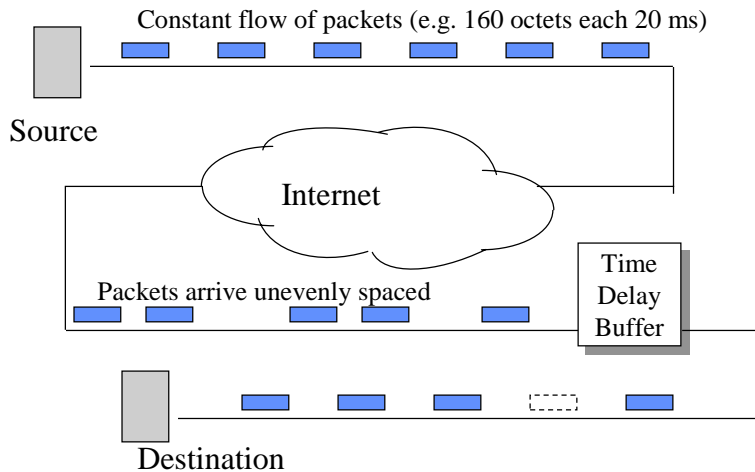 Constant flow of packets (e.g. 160 octets each 20 ms)
Source
Internet
Packets arrive unevenly spaced
Time
Delay
Buffer
Destination